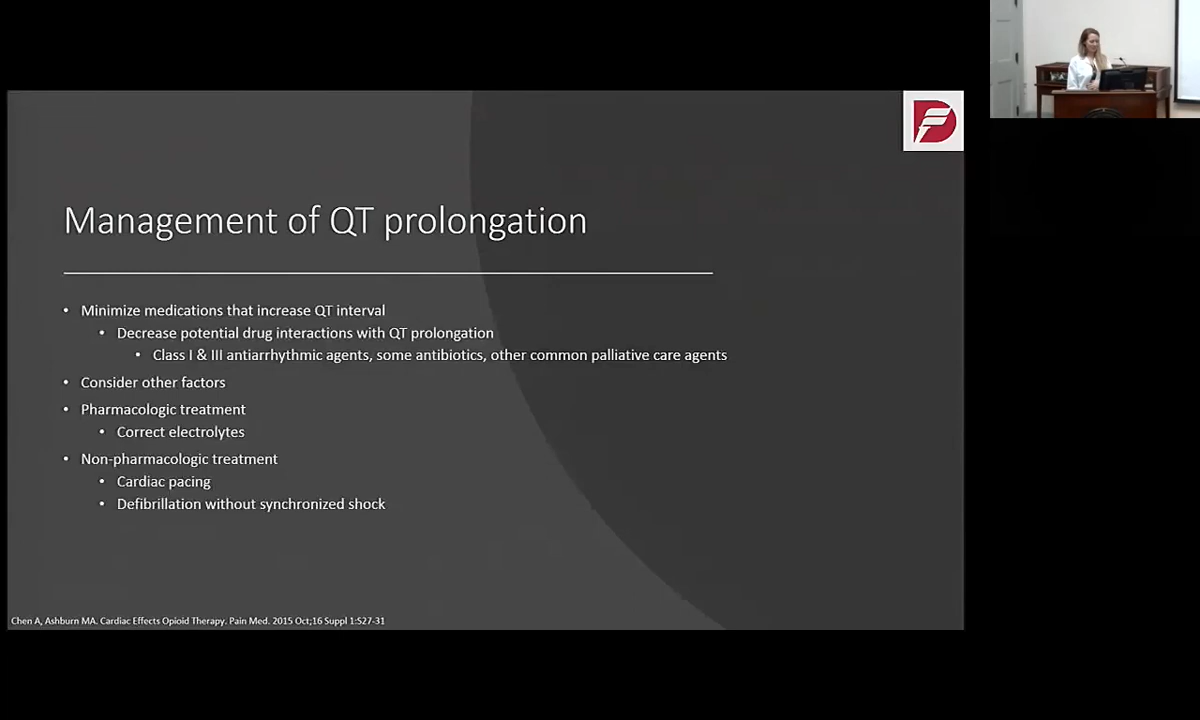 Management of QT prolongation
• Minimize medications that increase QT interval
• Decrease potential drug interactions with QT prolongation
• Class I & III antiarrhythmic agents, some antibiotics, other common palliative care agents
• Consider other factors
• Pharmacologic treatment
• Correct electrolytes
• Non-pharmacologic treatment
• Cardiac pacing
• Defibrillation without synchronized shock
Chen A, Ashburn MA. Cardiac Effects Opioid Therapy. Pain Med. 2015 Oct;16 Suppl 1:S27-31